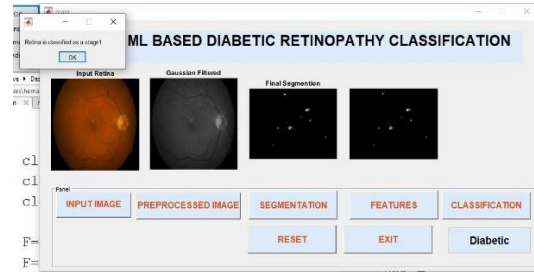 Retina is classified as a stage1
OK
ML BASED DIABETIC RETINOPATHY CLASSIFICATION
Input Retina
Gaussian Filtered
Final Segmention
Panel
INPUT IMAGE
PREPROCESSED IMAGE
SEGMENTATION
FEATURES
CLASSIFICATION
RESET
EXIT
Diabetic
cl
cl
cl
F=
F=